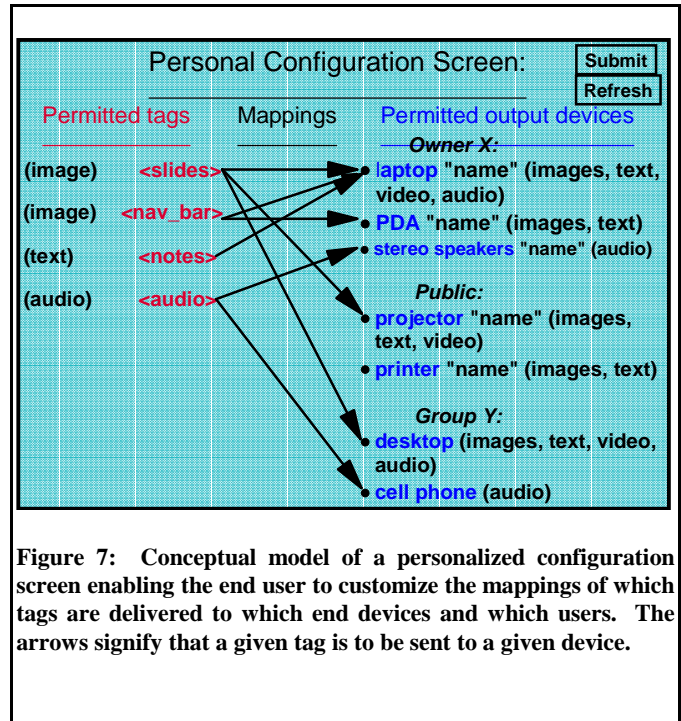 Personal Configuration Screen:
Submit
Refresh
Permitted tags Mappings Permitted output devices
Owner X:
(image) <slides> • laptop "name" (images, text,
video, audio)
(image) <nav_bar> • PDA "name" (images, text)
(text) <notes> • stereo speakers "name" (audio)
(audio) <audio>
Public:
• projector "name" (images,
text, video)
• printer "name" (images, text)
Group Y:
• desktop (images, text, video,
audio)
• cell phone (audio)
Figure 7: Conceptual model of a personalized configuration
screen enabling the end user to customize the mappings of which
tags are delivered to which end devices and which users. The
arrows signify that a given tag is to be sent to a given device.